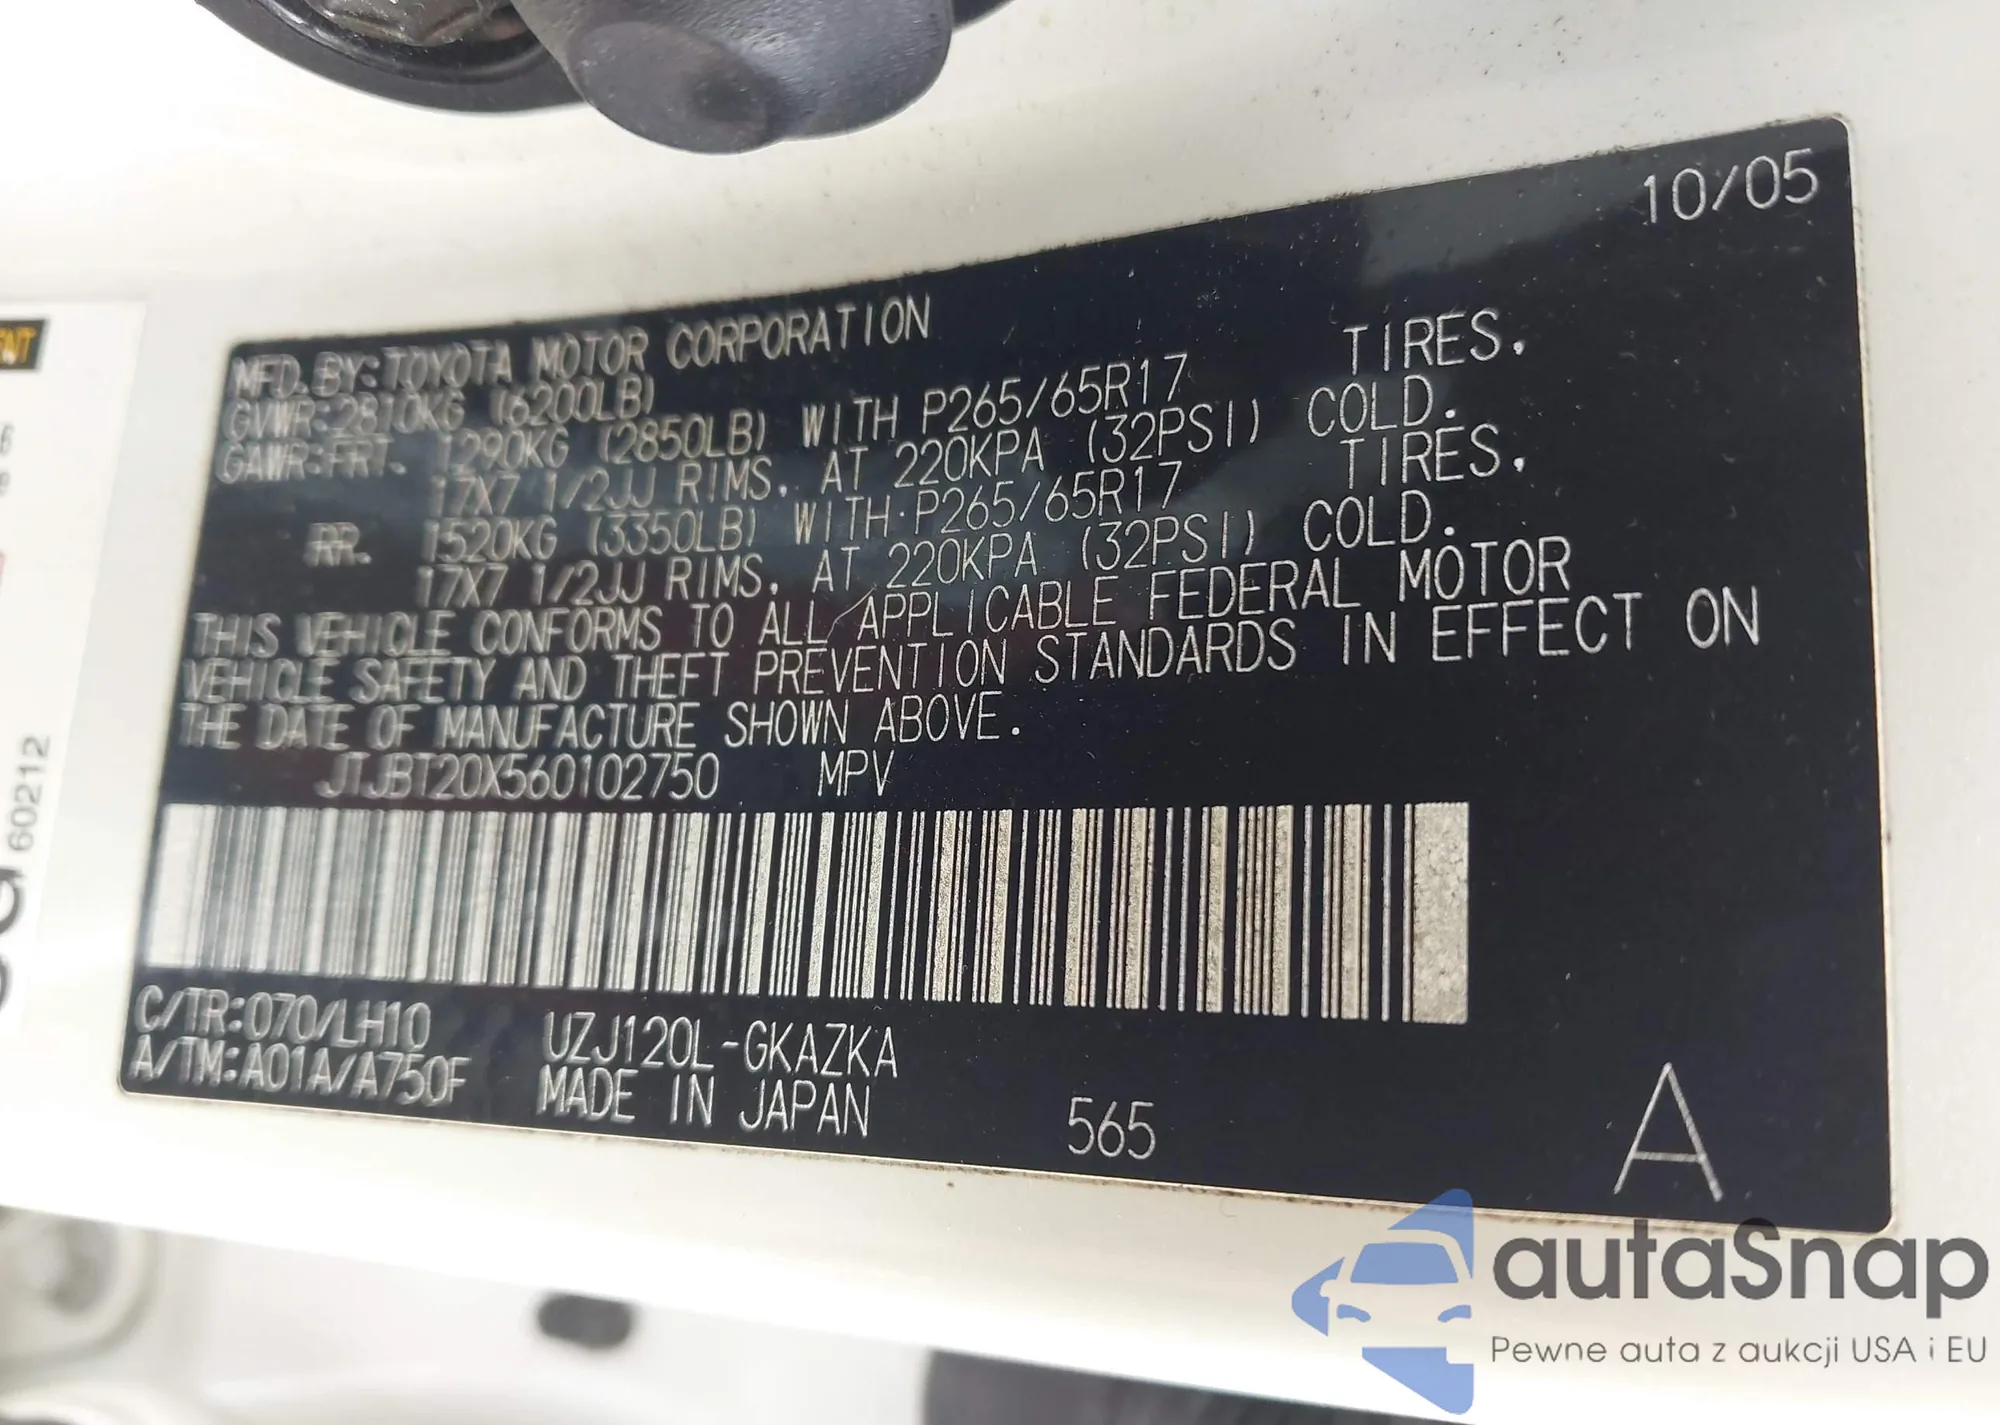 10/05
MFD.BY:TOYOTA MOTOR CORPORATION
GVWR:2810KG (6200LB)
GAWR:FRT. 1290KG (2850LB) WITH P265/65R17 TIRES,
17X7 1/2JJ RIMS, AT 220KPA (32PSI) COLD.
RR. 1520KG (3350LB) WITH P265/65R17 TIRES,
17X7 1/2JJ RIMS, AT 220KPA (32PSI) COLD.
THIS VEHICLE CONFORMS TO ALL APPLICABLE FEDERAL MOTOR
VEHICLE SAFETY AND THEFT PREVENTION STANDARDS IN EFFECT ON
THE DATE OF MANUFACTURE SHOWN ABOVE.
JTJBT20X560102750 MPV
C/TR:070/LH10 UZJ120L-GKAZKA
A/TM:A01A/A750F MADE IN JAPAN 565 A
60212
autaSnap
Pewne auta z aukcji USA i EU